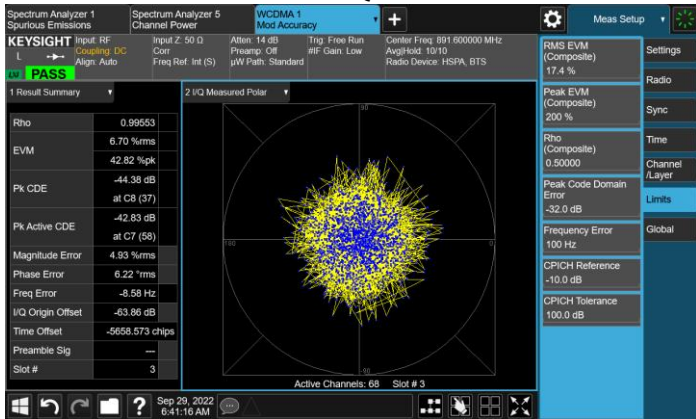 Spectrum Analyzer 1
Spurious Emissions
Spectrum Analyzer 5
Channel Power
WCDMA 1
Mod Accuracy
Meas Setup
KEYSIGHT
L
Input: RF
Coupling: DC
Align: Auto
Input Z: 50 Ω
Corr
Freq Ref: Int (S)
Atten: 14 dB
Preamp: Off
µW Path: Standard
Trig: Free Run
#IF Gain: Low
Center Freq: 891.600000 MHz
Avg|Hold: 10/10
Radio Device: HSPA, BTS
PASS
1 Result Summary
2 I/Q Measured Polar
Rho 0.99553
EVM 6.70 %rms
42.82 %pk
Pk CDE -44.38 dB
at C8 (37)
Pk Active CDE -42.83 dB
at C7 (58)
Magnitude Error 4.93 %rms
Phase Error 6.22 °rms
Freq Error -8.58 Hz
I/Q Origin Offset -63.86 dB
Time Offset -5658.573 chips
Preamble Sig ---
Slot # 3
90
180
0
-90
Active Channels: 68 Slot # 3
RMS EVM
(Composite)
17.4 %
Peak EVM
(Composite)
200 %
Rho
(Composite)
0.50000
Peak Code Domain
Error
-32.0 dB
Frequency Error
100 Hz
CPICH Reference
-10.0 dB
CPICH Tolerance
100.0 dB
Settings
Radio
Sync
Time
Channel
/Layer
Limits
Global
?
Sep 29, 2022
6:41:16 AM